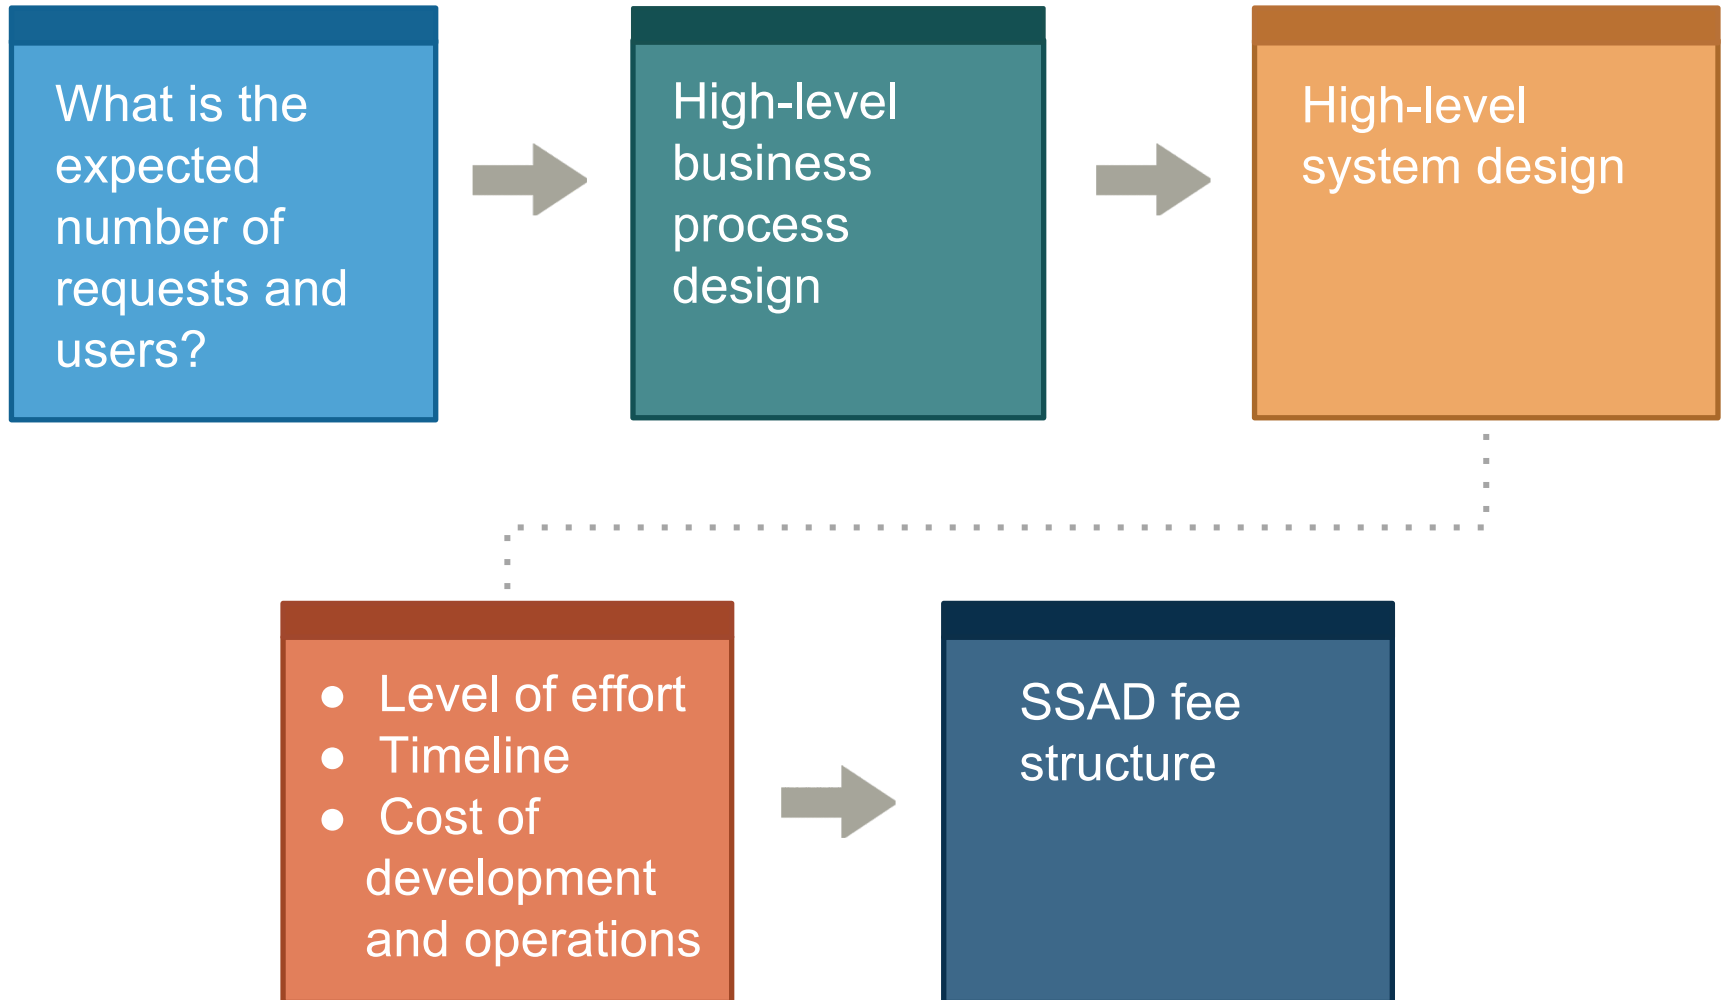 What is the
expected
number of
requests and
users?
High-level
business
process
design
High-level
system design
● Level of effort
● Timeline
● Cost of
development
and operations
SSAD fee
structure